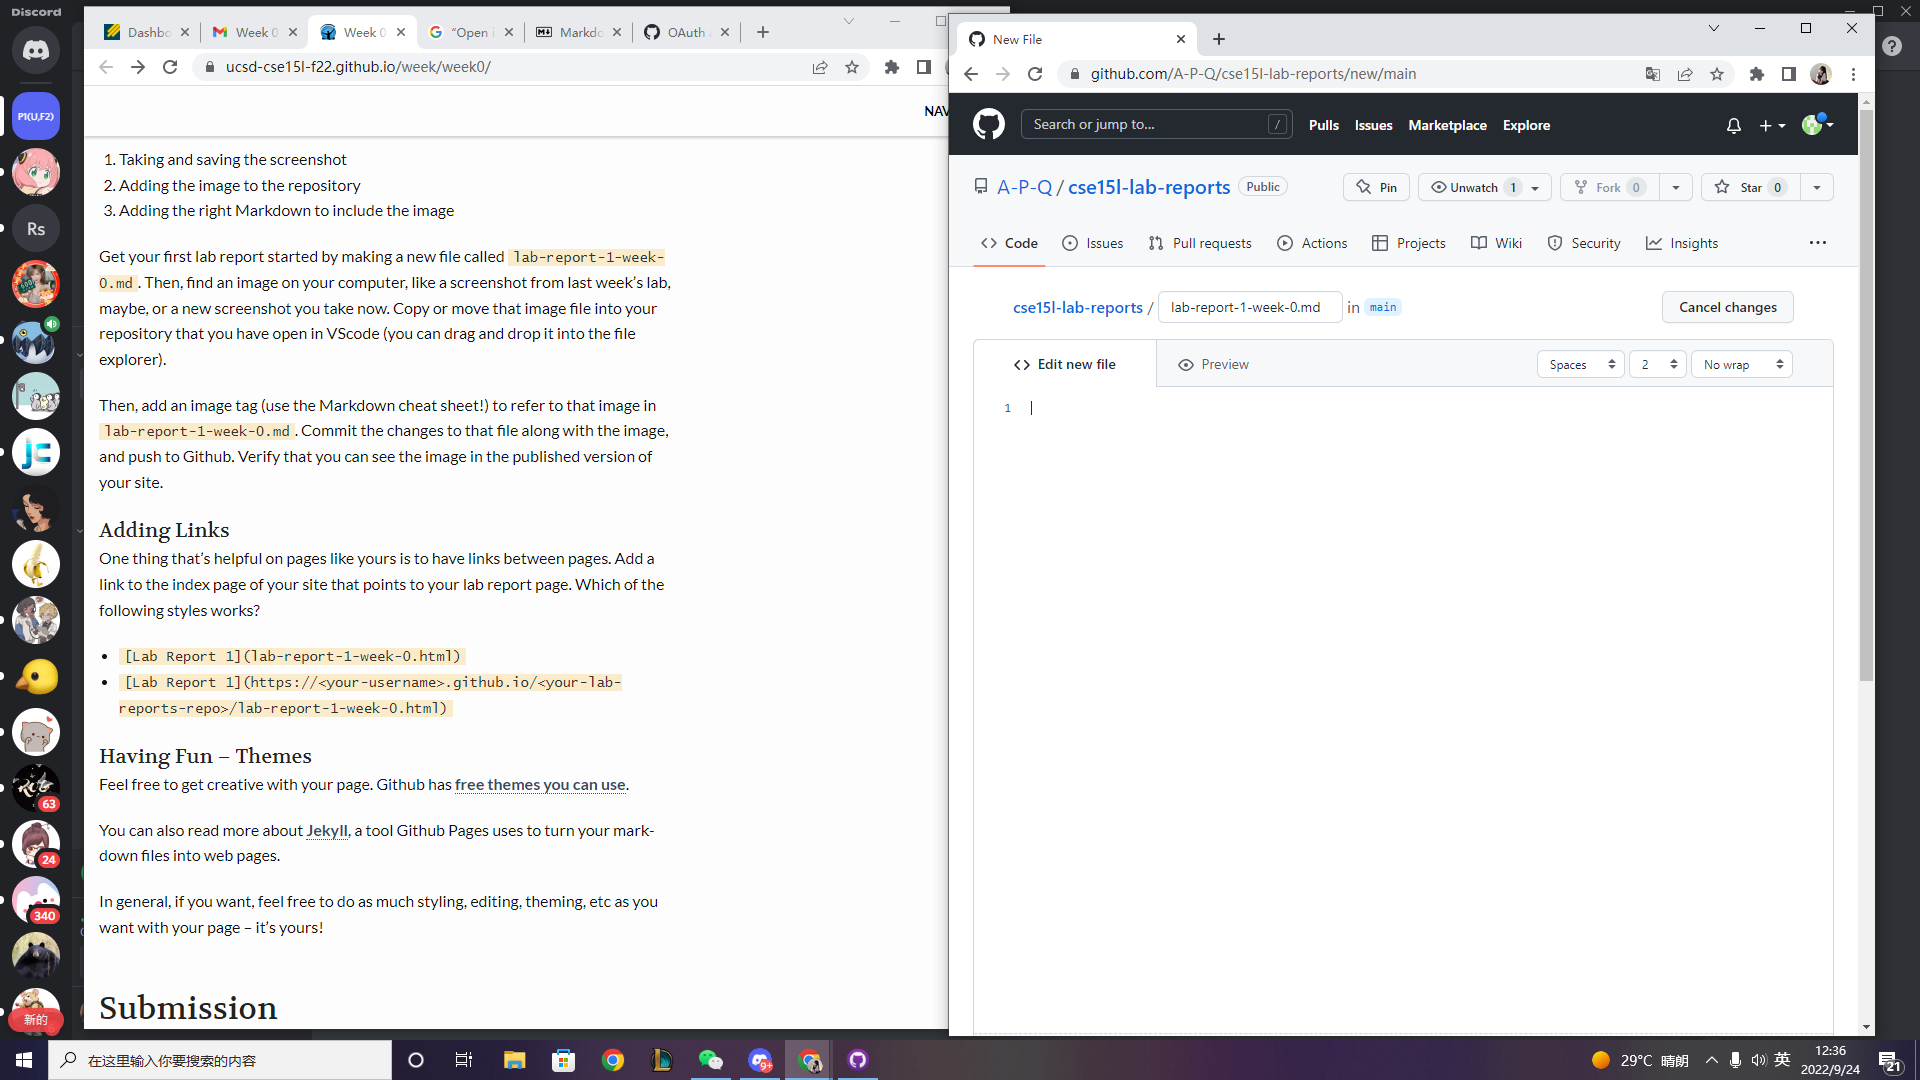 Discord
P1(U,F2)
Rs
63
24
340
新的
Dashbo
Week 0
Week 0
"Open i
Markdo
OAuth
ucsd-cse15l-f22.github.io/week/week0/
NAV
1. Taking and saving the screenshot
2. Adding the image to the repository
3. Adding the right Markdown to include the image
Get your first lab report started by making a new file called lab-report-1-week-
0.md. Then, find an image on your computer, like a screenshot from last week's lab,
maybe, or a new screenshot you take now. Copy or move that image file into your
repository that you have open in VScode (you can drag and drop it into the file
explorer).
Then, add an image tag (use the Markdown cheat sheet!) to refer to that image in
lab-report-1-week-0.md. Commit the changes to that file along with the image,
and push to Github. Verify that you can see the image in the published version of
your site.
Adding Links
One thing that's helpful on pages like yours is to have links between pages. Add a
link to the index page of your site that points to your lab report page. Which of the
following styles works?
[Lab Report 1](lab-report-1-week-0.html)
[Lab Report 1](https://<your-username>.github.io/<your-lab-
reports-repo>/lab-report-1-week-0.html)
Having Fun – Themes
Feel free to get creative with your page. Github has free themes you can use.
You can also read more about Jekyll, a tool Github Pages uses to turn your mark-
down files into web pages.
In general, if you want, feel free to do as much styling, editing, theming, etc as you
want with your page – it's yours!
Submission
New File
github.com/A-P-Q/cse15l-lab-reports/new/main
Search or jump to... /
Pulls Issues Marketplace Explore
A-P-Q / cse15l-lab-reports Public
Pin Unwatch 1 Fork 0 Star 0
Code Issues Pull requests Actions Projects Wiki Security Insights
cse15l-lab-reports / lab-report-1-week-0.md in main Cancel changes
Edit new file Preview Spaces 2 No wrap
1
在这里输入你要搜索的内容
9+
29°C 晴朗
英
12:36
2022/9/24
21